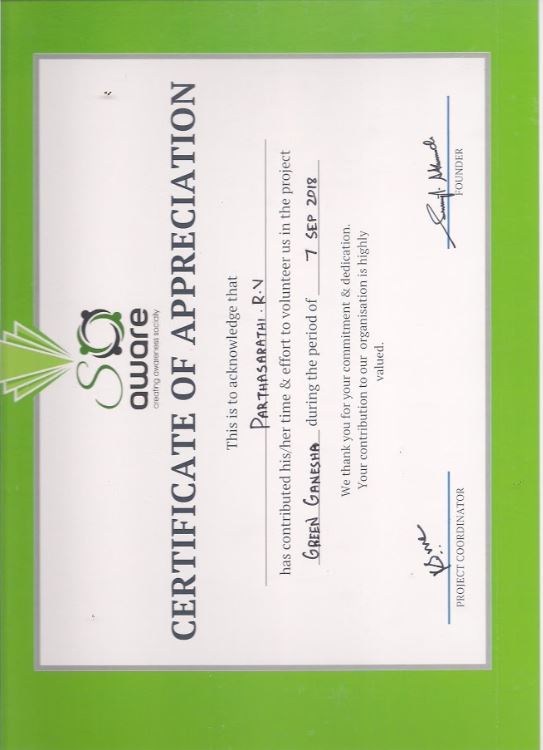 SO
aware
creating awareness socially
CERTIFICATE OF APPRECIATION
This is to acknowledge that
PARTHASARATHI. R.V
has contributed his/her time & effort to volunteer us in the project
GREEN GANESHA during the period of 7 SEP 2018
We thank you for your commitment & dedication.
Your contribution to our organisation is highly
valued.
PROJECT COORDINATOR
FOUNDER